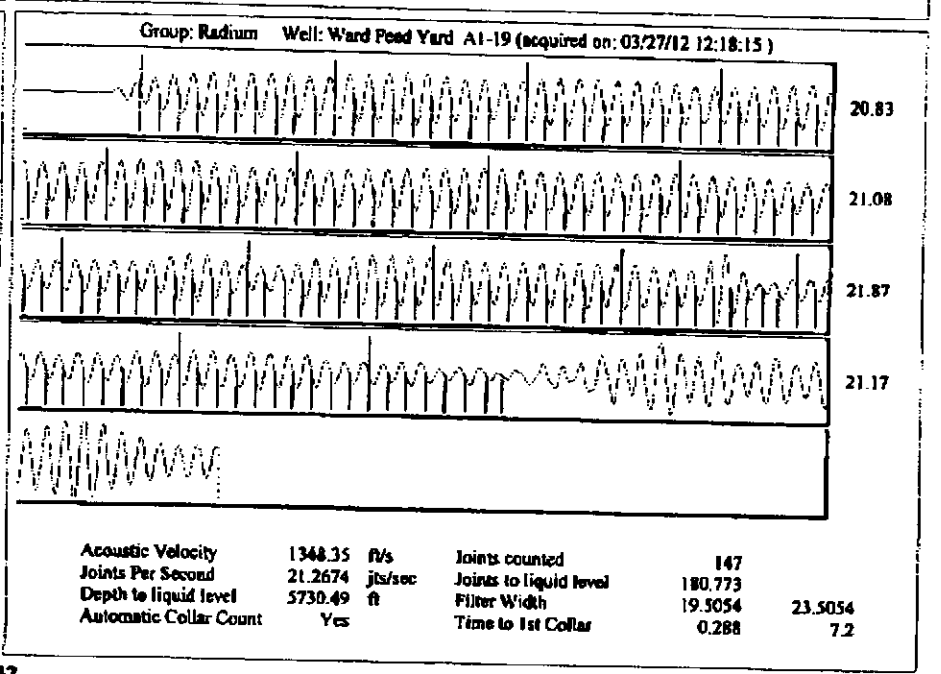 Group: Radium Well: Ward Feed Yard A1-19 (acquired on: 03/27/12 12:18:15 )
20.83
21.08
21.87
21.17
Acoustic Velocity 1348.35 ft/s Joints counted 147
Joints Per Second 21.2674 jts/sec Joints to liquid level 180.773
Depth to liquid level 5730.49 ft Filter Width 19.5054 23.5054
Automatic Collar Count Yes Time to 1st Collar 0.288 7.2